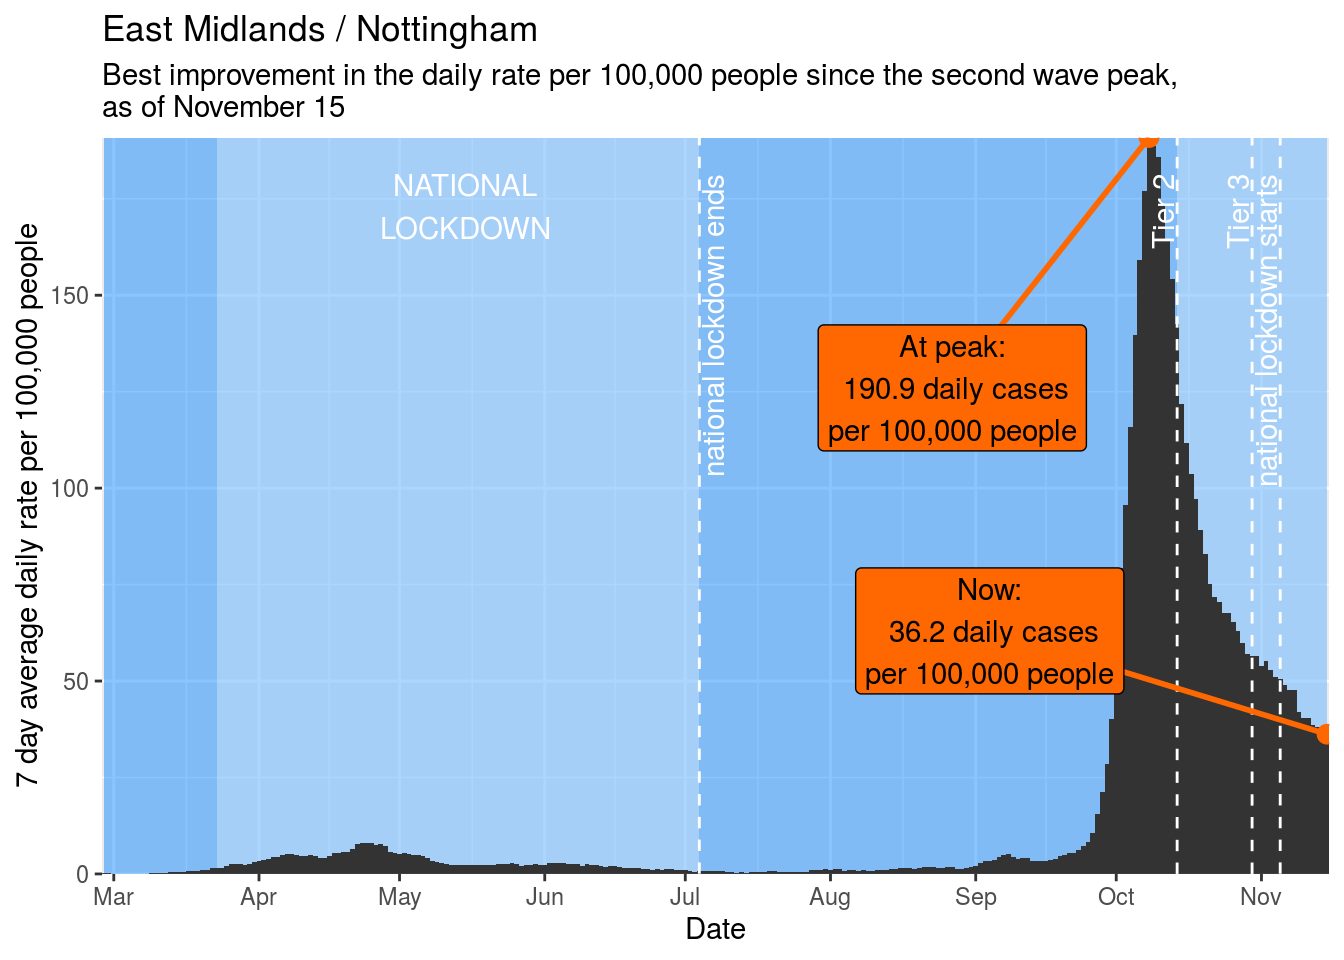 East Midlands / Nottingham
Best improvement in the daily rate per 100,000 people since the second wave peak,
as of November 15
NATIONAL
LOCKDOWN
national lockdown ends
Tier 2
Tier 3
national lockdown starts
At peak:
190.9 daily cases
per 100,000 people
Now:
36.2 daily cases
per 100,000 people
7 day average daily rate per 100,000 people
150
100
50
0
Mar
Apr
May
Jun
Jul
Aug
Sep
Oct
Nov
Date